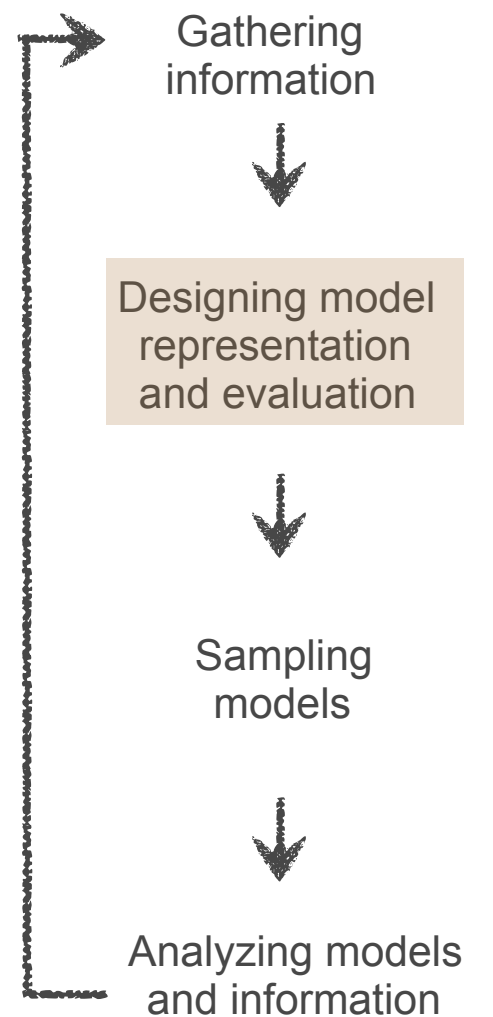 Gathering
information
Designing model
representation
and evaluation
Sampling
models
Analyzing models
and information